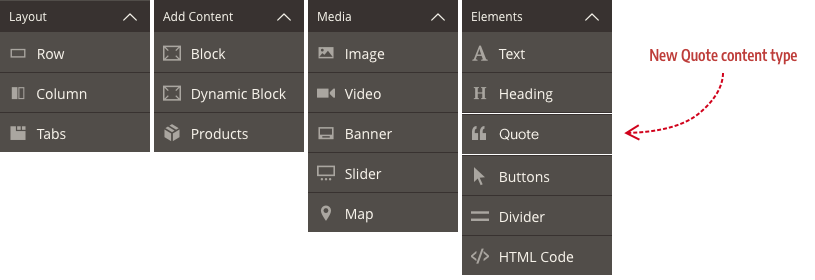 Layout
Row
Column
Tabs
Add Content
Block
Dynamic Block
Products
Media
Image
Video
Banner
Slider
Map
Elements
Text
Heading
Quote
Buttons
Divider
HTML Code
New Quote content type